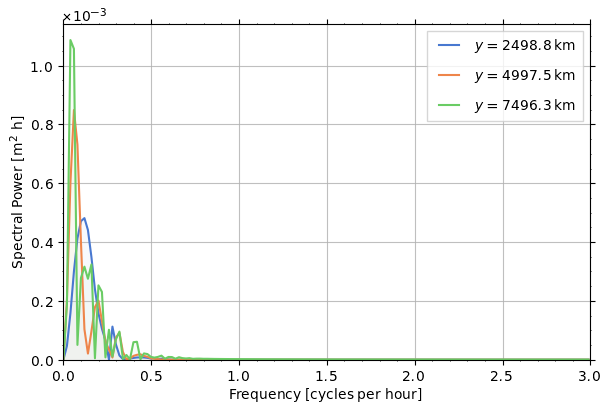 ×10⁻³
1.0
0.8
0.6
0.4
0.2
0.0
Spectral Power [m² h]
y = 2498.8 km
y = 4997.5 km
y = 7496.3 km
0.0 0.5 1.0 1.5 2.0 2.5 3.0
Frequency [cycles per hour]